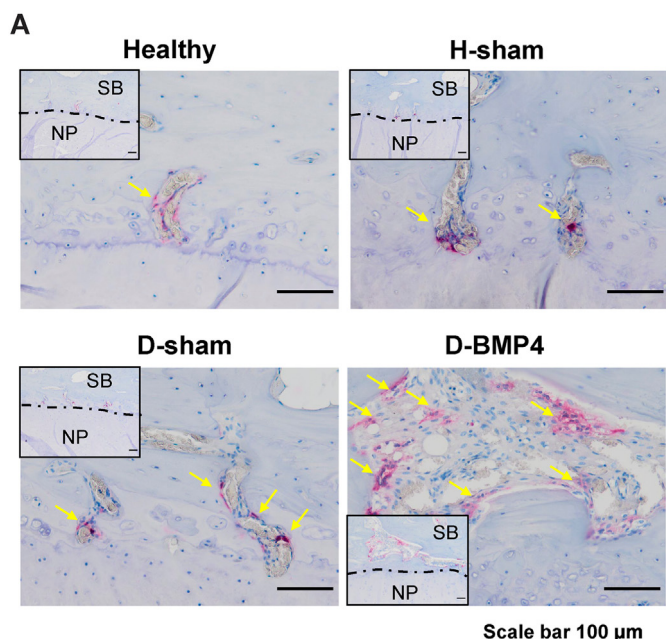 A
Healthy
H-sham
SB
NP
SB
NP
D-sham
D-BMP4
SB
NP
SB
NP
Scale bar 100 µm